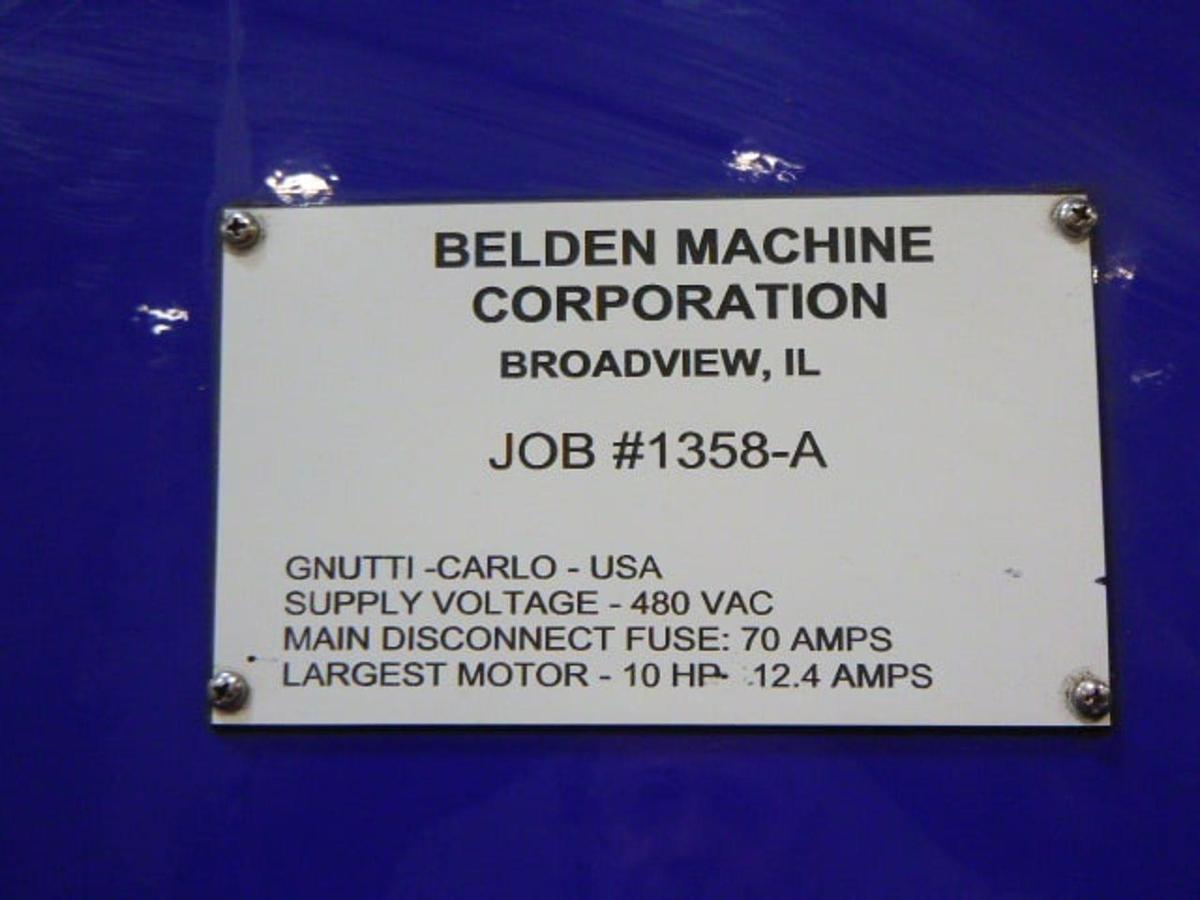 BELDEN MACHINE
CORPORATION
BROADVIEW, IL
JOB #1358-A
GNUTTI -CARLO - USA
SUPPLY VOLTAGE - 480 VAC
MAIN DISCONNECT FUSE: 70 AMPS
LARGEST MOTOR - 10 HP- 12.4 AMPS